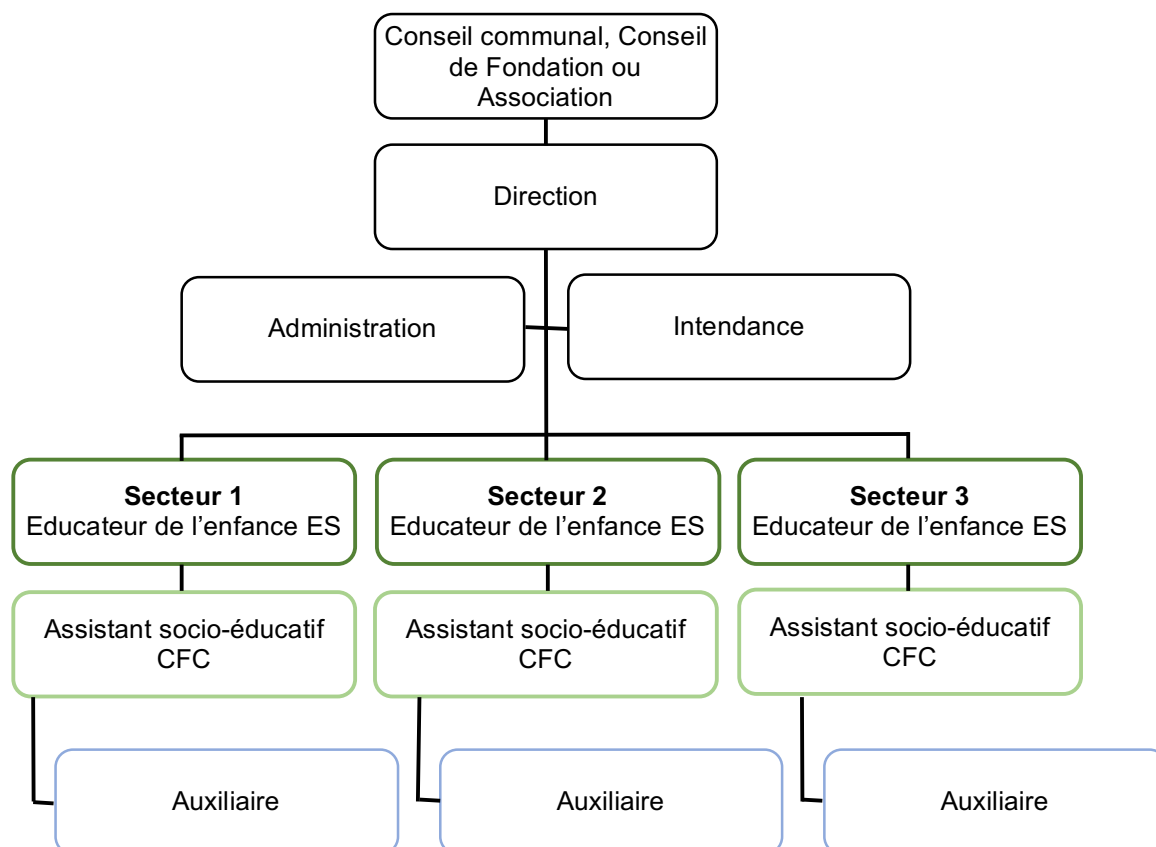 Conseil communal, Conseil
de Fondation ou
Association
Direction
Administration
Intendance
Secteur 1
Educateur de l’enfance ES
Secteur 2
Educateur de l’enfance ES
Secteur 3
Educateur de l’enfance ES
Assistant socio-éducatif
CFC
Assistant socio-éducatif
CFC
Assistant socio-éducatif
CFC
Auxiliaire
Auxiliaire
Auxiliaire